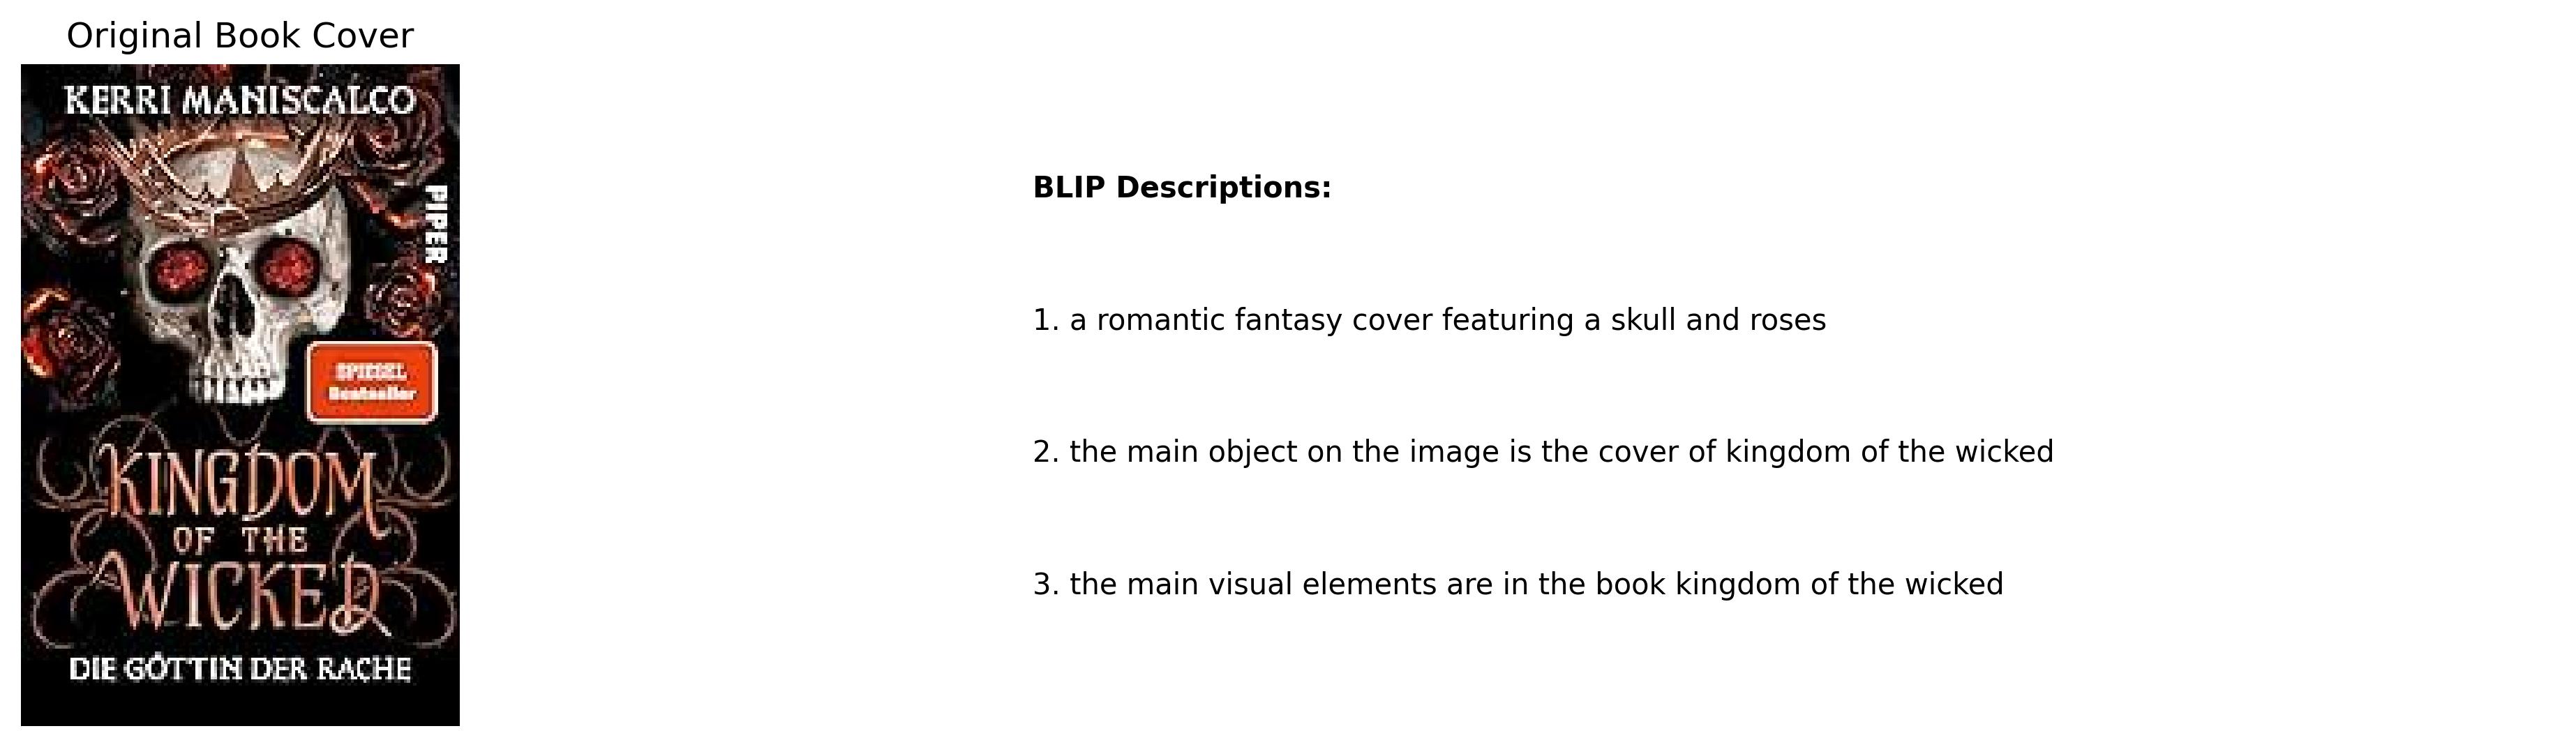 Original Book Cover
KERRI MANISCALCO
PIPER
SPIEGEL
Bestseller
KINGDOM
OF THE
WICKED
DIE GÖTTIN DER RACHE
BLIP Descriptions:
1. a romantic fantasy cover featuring a skull and roses
2. the main object on the image is the cover of kingdom of the wicked
3. the main visual elements are in the book kingdom of the wicked